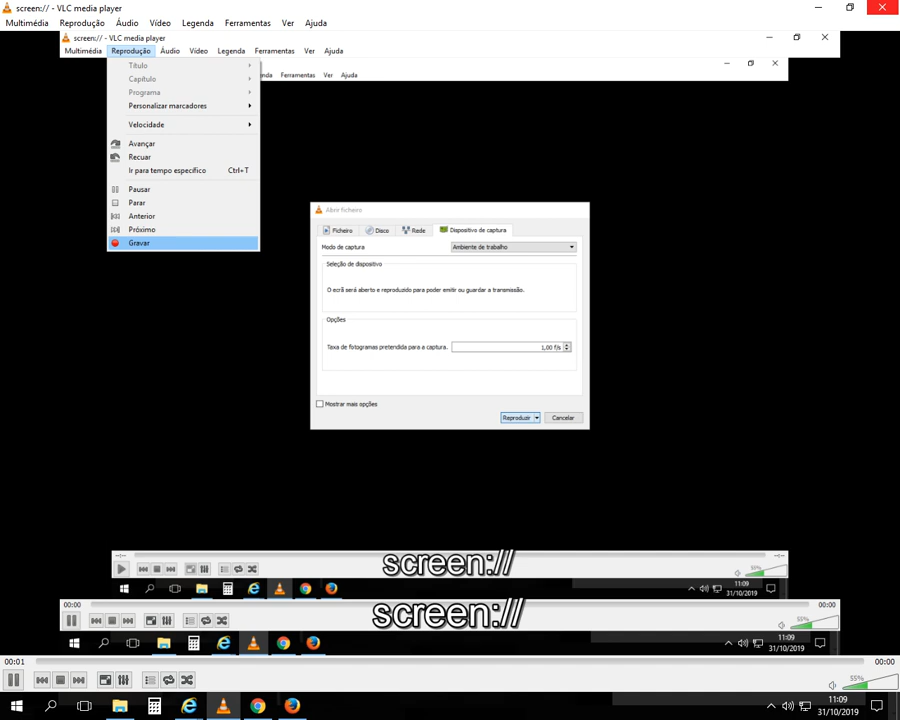 screen:// - VLC media player
Multimédia Reprodução Áudio Vídeo Legenda Ferramentas Ver Ajuda
screen:// - VLC media player
Multimédia Reprodução Áudio Vídeo Legenda Ferramentas Ver Ajuda
Título
enda Ferramentas Ver Ajuda
Capítulo
Programa
Personalizar marcadores
Velocidade
Avançar
Recuar
Ir para tempo específico Ctrl+T
Pausar
Parar
Anterior
Próximo
Gravar
Abrir ficheiro
Ficheiro Disco Rede Dispositivo de captura
Modo de captura Ambiente de trabalho
Seleção de dispositivo
O ecrã será aberto e reproduzido para poder emitir ou guardar a transmissão.
Opções
Taxa de fotogramas pretendida para a captura. 1,00 f/s
Mostrar mais opções
Reproduzir Cancelar
--:-- --:--
screen://
55%
11:09
31/10/2019
00:00 00:00
screen://
55%
11:09
31/10/2019
00:01 00:00
55%
11:09
31/10/2019